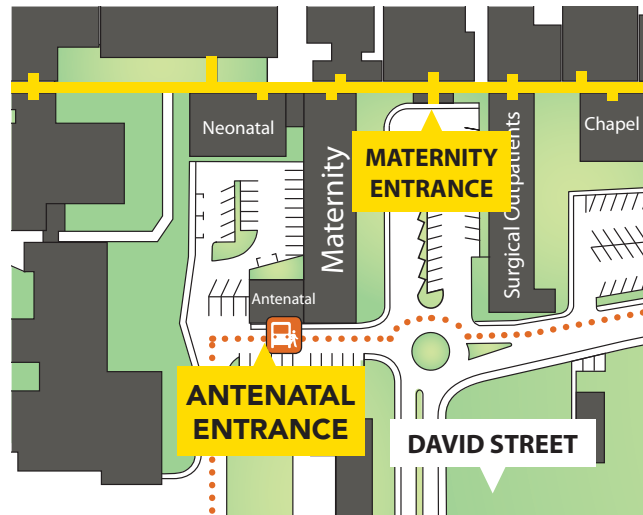 Neonatal
Chapel
MATERNITY
ENTRANCE
Maternity
Surgical Outpatients
Antenatal
ANTENATAL
ENTRANCE
DAVID STREET